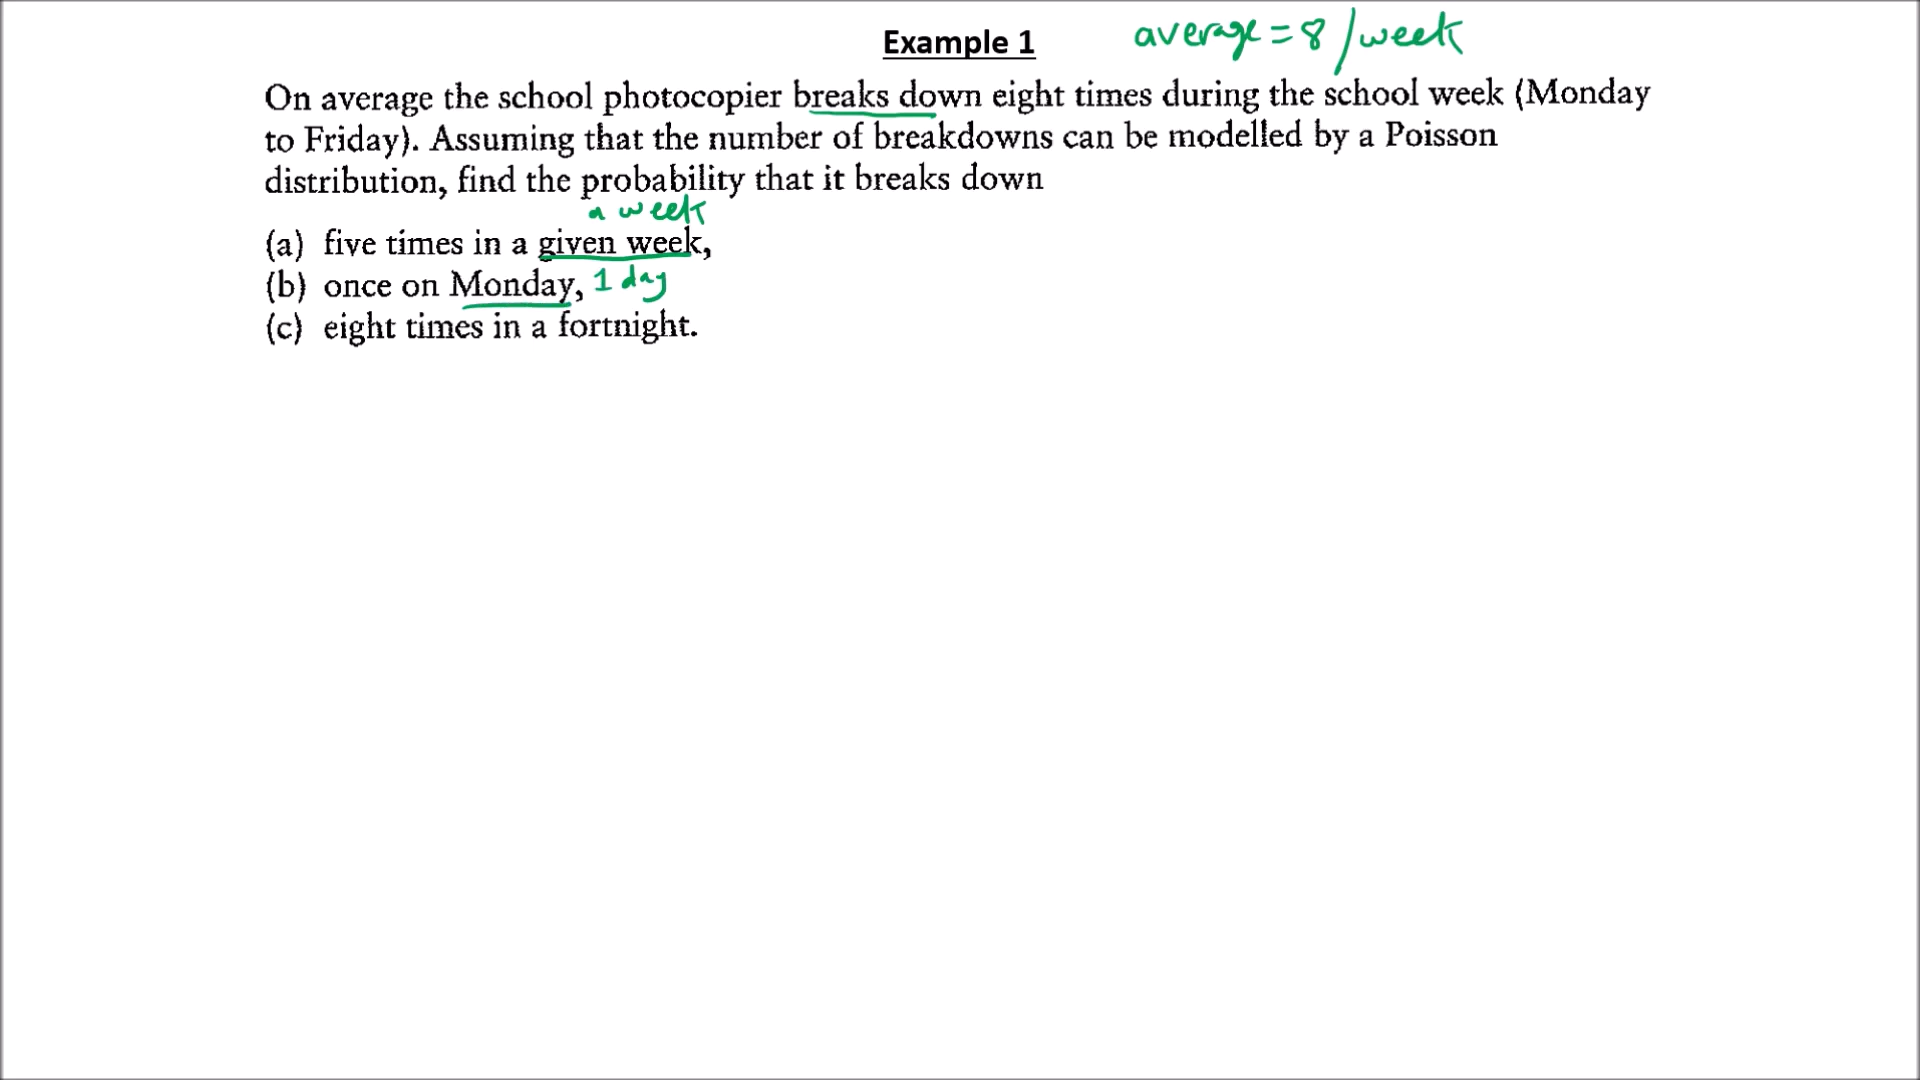 Example 1
average = 8 / week
On average the school photocopier breaks down eight times during the school week (Monday
to Friday). Assuming that the number of breakdowns can be modelled by a Poisson
distribution, find the probability that it breaks down
a week
(a) five times in a given week,
(b) once on Monday, 1 day
(c) eight times in a fortnight.